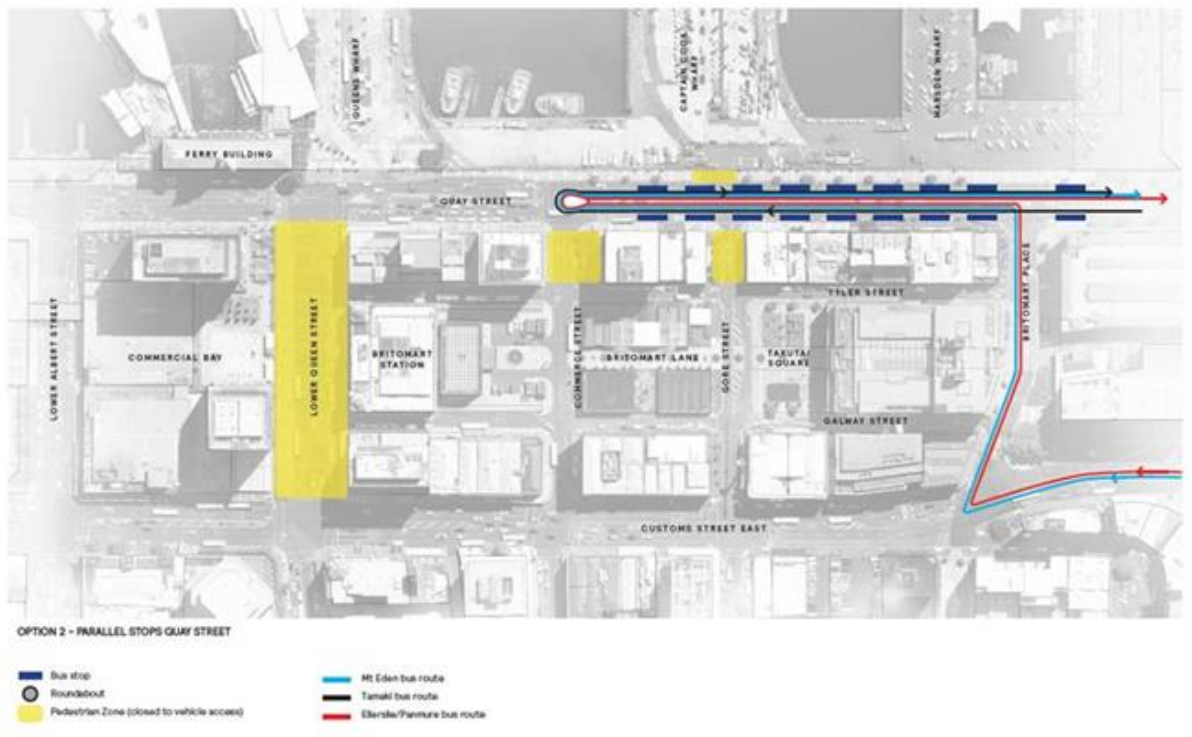 QUEENS WHARF
CAPTAIN COOK
WHARF
MARSDEN WHARF
FERRY BUILDING
QUAY STREET
TYLER STREET
BRITOMART PLACE
LOWER ALBERT STREET
COMMERCIAL BAY
LOWER QUEEN STREET
BRITOMART
STATION
COMMERCE STREET
BRITOMART LANE
GORE STREET
TAKUTAI
SQUARE
GALWAY STREET
CUSTOMS STREET EAST
OPTION 2 - PARALLEL STOPS QUAY STREET
Bus stop
Roundabout
Pedestrian Zone (closed to vehicle access)
Mt Eden bus route
Tamaki bus route
Ellerslie/Panmure bus route